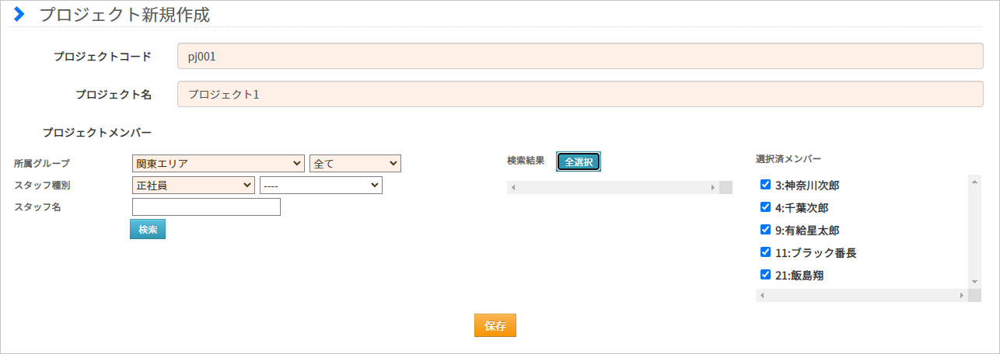 プロジェクト新規作成
プロジェクトコード pj001
プロジェクト名 プロジェクト1
プロジェクトメンバー
所属グループ 関東エリア 全て
スタッフ種別 正社員 ----
スタッフ名
検索
検索結果 全選択
選択済メンバー
3:神奈川次郎
4:千葉次郎
9:有給星太郎
11:ブラック番長
21:飯島翔
保存